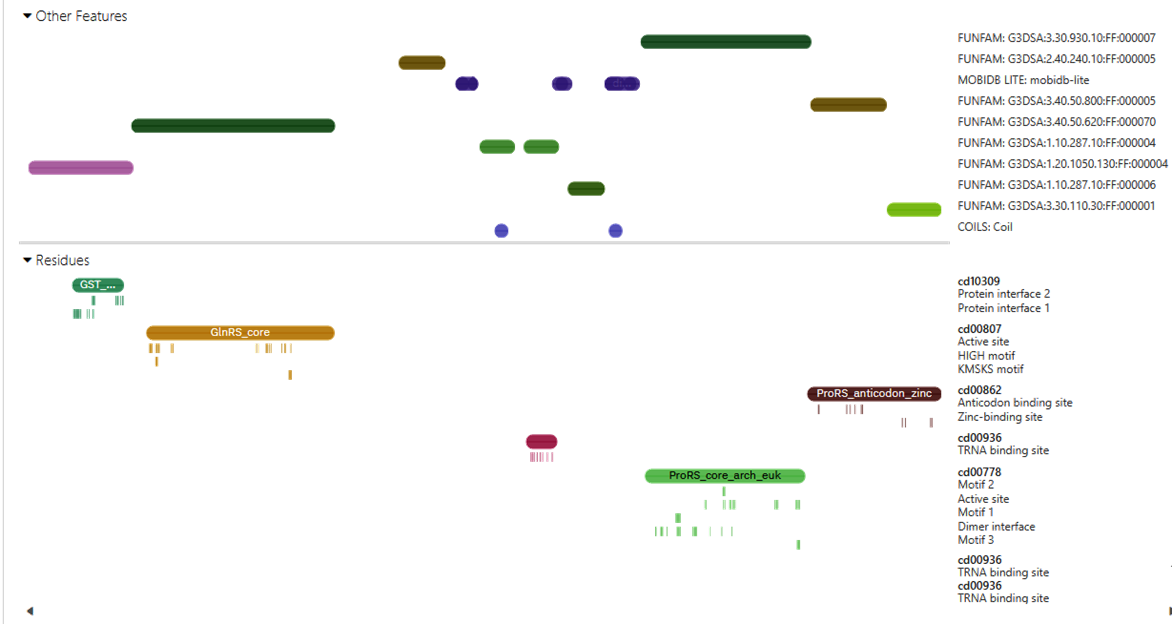 Other Features
FUNFAM: G3DSA:3.30.930.10:FF:000007
FUNFAM: G3DSA:2.40.240.10:FF:000005
MOBIDB LITE: mobidb-lite
FUNFAM: G3DSA:3.40.50.800:FF:000005
FUNFAM: G3DSA:3.40.50.620:FF:000070
FUNFAM: G3DSA:1.10.287.10:FF:000004
FUNFAM: G3DSA:1.20.1050.130:FF:000004
FUNFAM: G3DSA:1.10.287.10:FF:000006
FUNFAM: G3DSA:3.30.110.30:FF:000001
COILS: Coil
Residues
GST_...
cd10309
Protein interface 2
Protein interface 1
GlnRS_core
cd00807
Active site
HIGH motif
KMSKS motif
ProRS_anticodon_zinc
cd00862
Anticodon binding site
Zinc-binding site
cd00936
TRNA binding site
ProRS_core_arch_euk
cd00778
Motif 2
Active site
Motif 1
Dimer interface
Motif 3
cd00936
TRNA binding site
cd00936
TRNA binding site